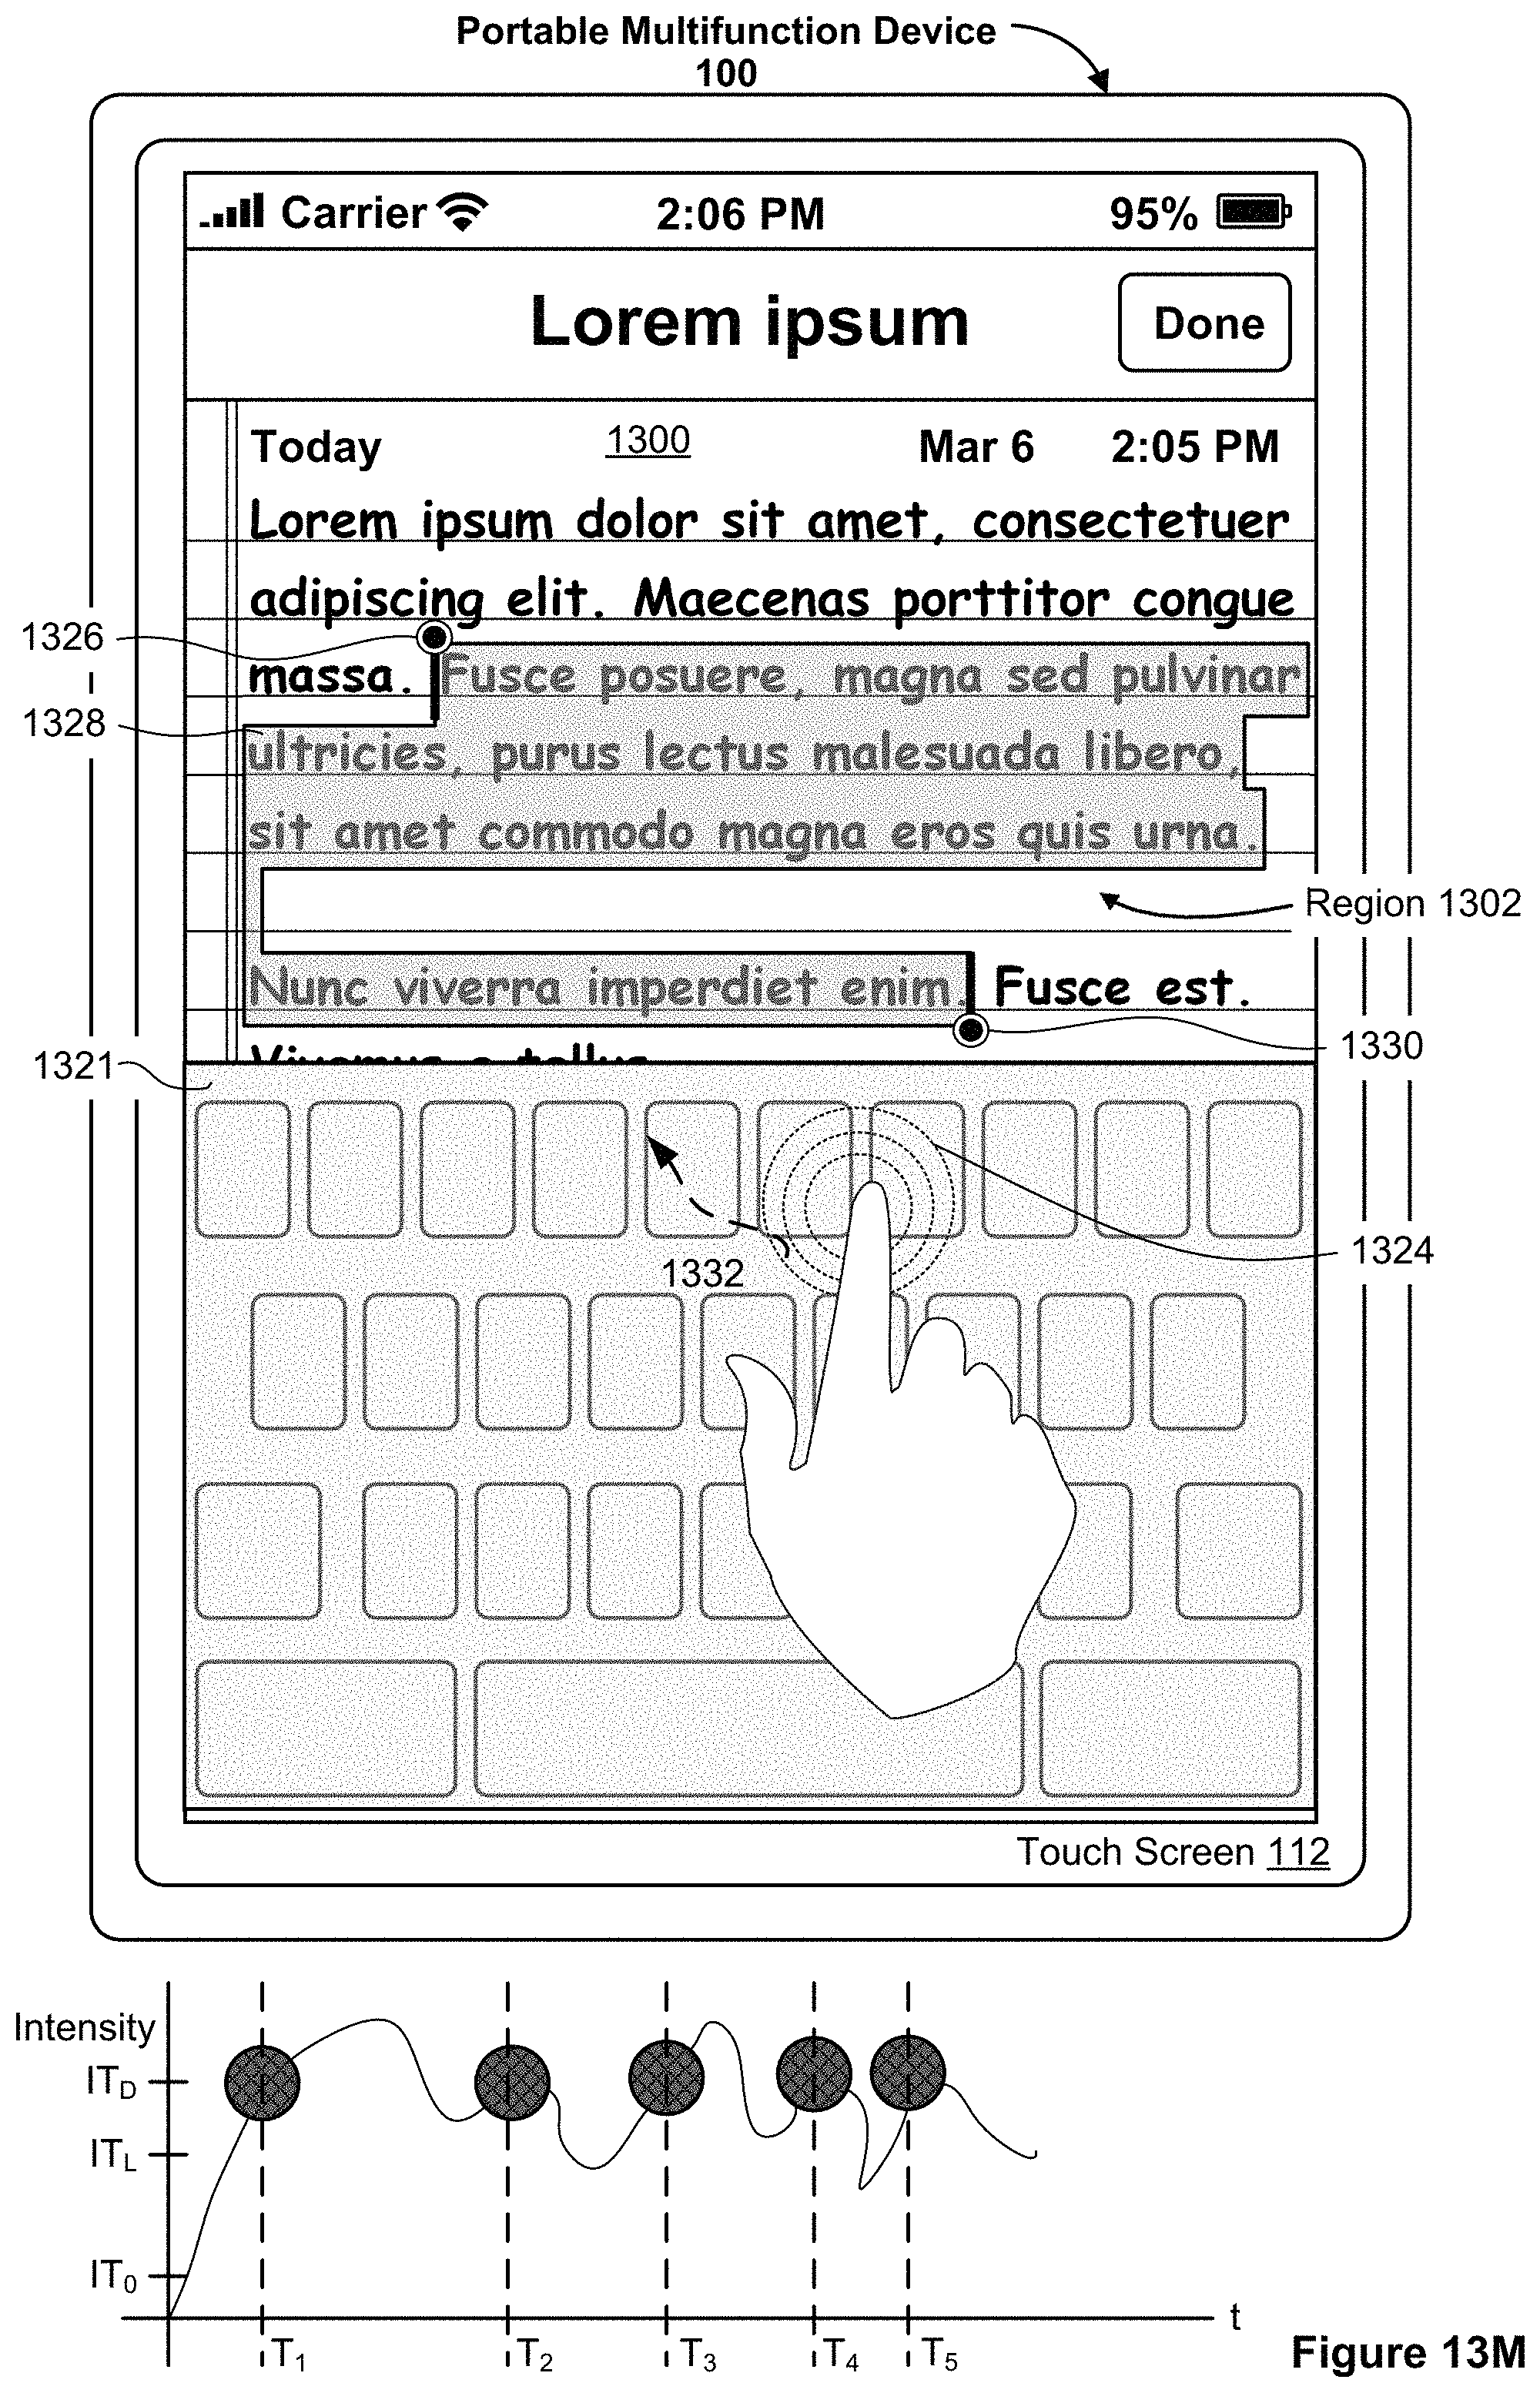 Portable Multifunction Device
100
Carrier 2:06 PM 95%
Lorem ipsum Done
Today 1300 Mar 6 2:05 PM
Lorem ipsum dolor sit amet, consectetuer
adipiscing elit. Maecenas porttitor congue
1326
massa. Fusce posuere, magna sed pulvinar
1328
ultricies, purus lectus malesuada libero,
sit amet commodo magna eros quis urna.
Region 1302
Nunc viverra imperdiet enim. Fusce est.
1330
Vivamus a tellus
1321
1324
1332
Touch Screen 112
Intensity
IT_D
IT_L
IT_0
t
T_1 T_2 T_3 T_4 T_5
Figure 13M